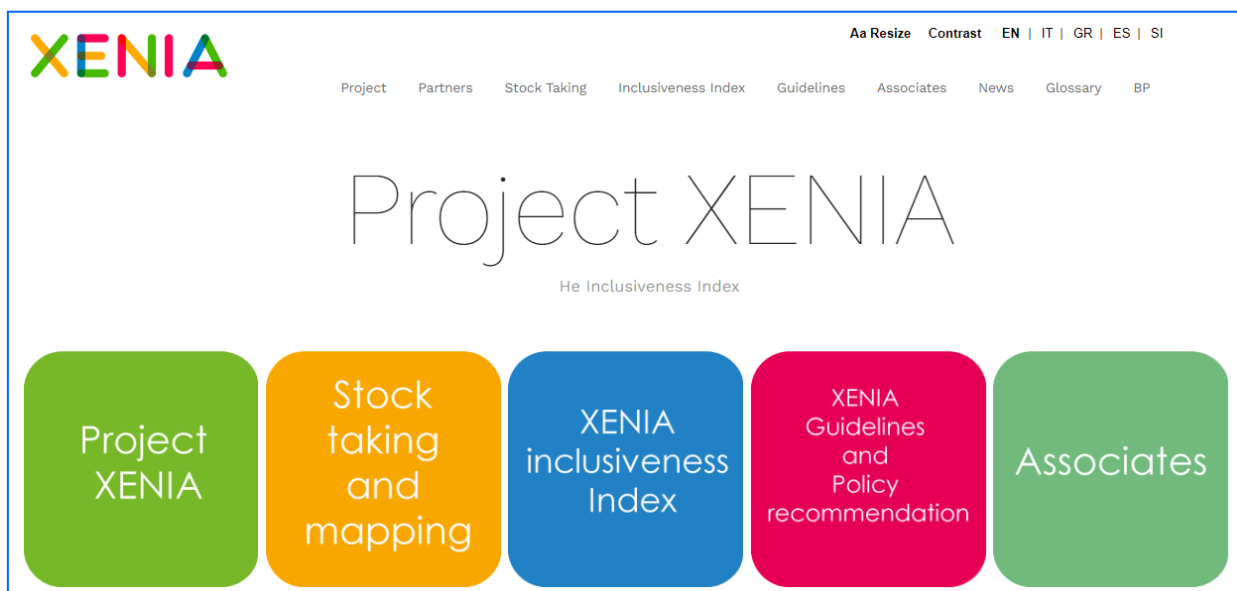 XENIA
Aa Resize Contrast EN | IT | GR | ES | SI
Project Partners Stock Taking Inclusiveness Index Guidelines Associates News Glossary BP
Project XENIA
He Inclusiveness Index
Project
XENIA
Stock
taking
and
mapping
XENIA
inclusiveness
Index
XENIA
Guidelines
and
Policy
recommendation
Associates